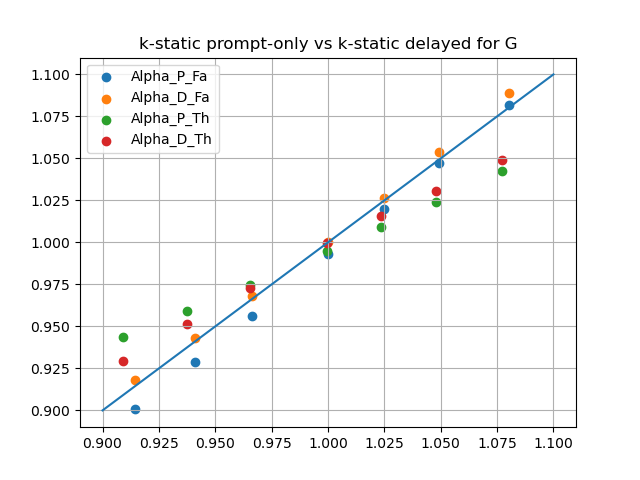 k-static prompt-only vs k-static delayed for G
1.100
1.075
1.050
1.025
1.000
0.975
0.950
0.925
0.900
Alpha_P_Fa
Alpha_D_Fa
Alpha_P_Th
Alpha_D_Th
0.900 0.925 0.950 0.975 1.000 1.025 1.050 1.075 1.100